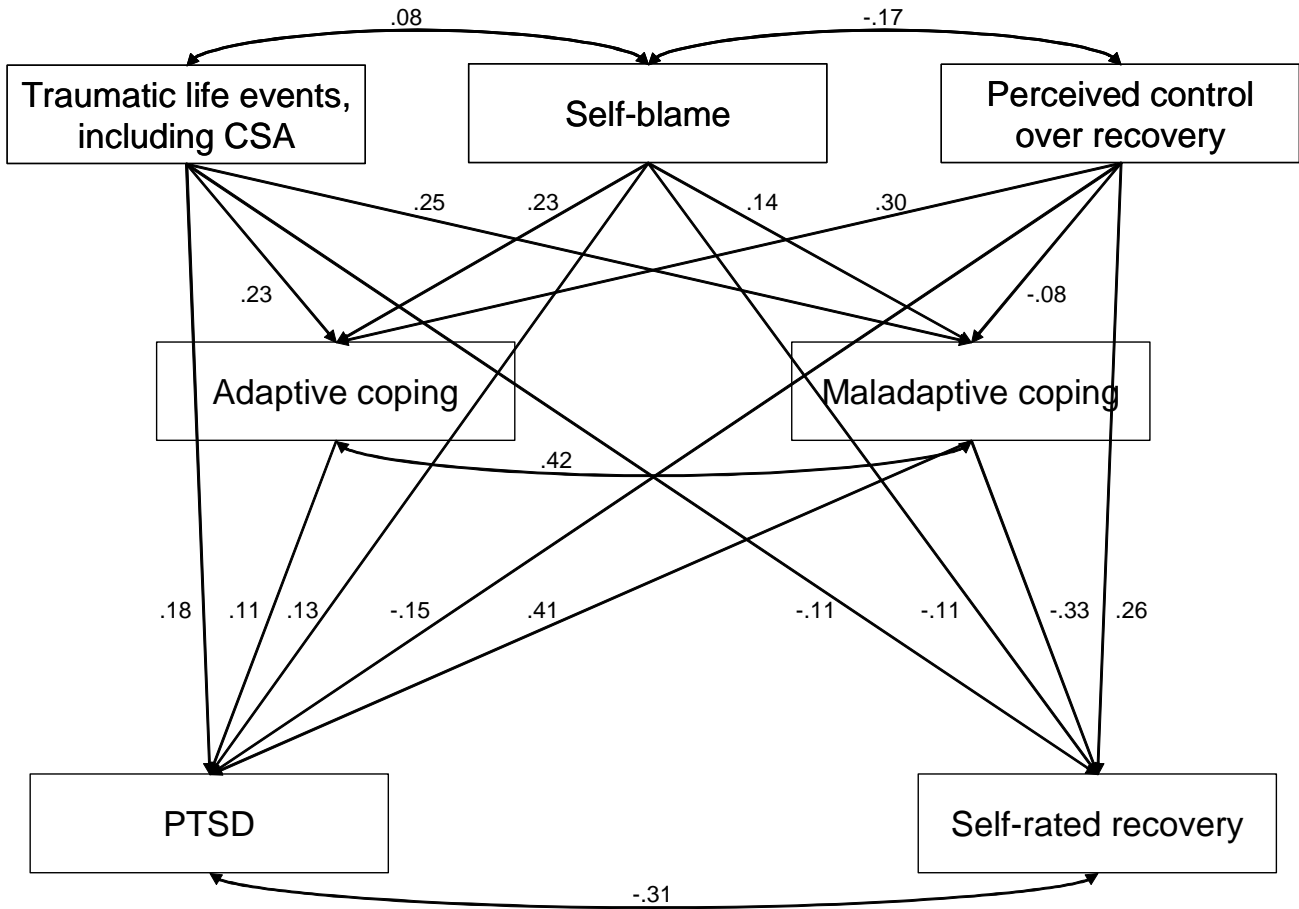 .08
-.17
Traumatic life events,
including CSA
Self-blame
Perceived control
over recovery
.25
.23
.14
.30
.23
-.08
Adaptive coping
Maladaptive coping
.42
.18
.11
.13
-.15
.41
-.11
-.11
-.33
.26
PTSD
Self-rated recovery
-.31